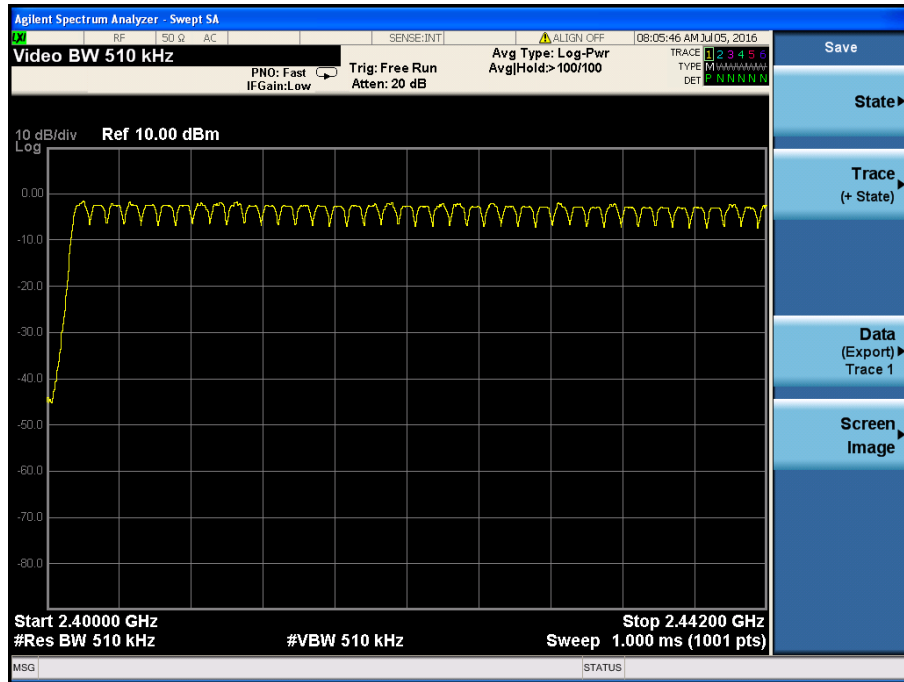 Agilent Spectrum Analyzer - Swept SA
LXI RF 50 Ω AC SENSE:INT ALIGN OFF 08:05:46 AM Jul 05, 2016
Video BW 510 kHz
PNO: Fast
IFGain:Low
Trig: Free Run
Atten: 20 dB
Avg Type: Log-Pwr
Avg|Hold:>100/100
TRACE 1 2 3 4 5 6
TYPE M WWWWW
DET P N N N N N
10 dB/div Ref 10.00 dBm
Log
0.00
-10.0
-20.0
-30.0
-40.0
-50.0
-60.0
-70.0
-80.0
Start 2.40000 GHz Stop 2.44200 GHz
#Res BW 510 kHz #VBW 510 kHz Sweep 1.000 ms (1001 pts)
MSG STATUS
Save
State
Trace
(+ State)
Data
(Export)
Trace 1
Screen
Image